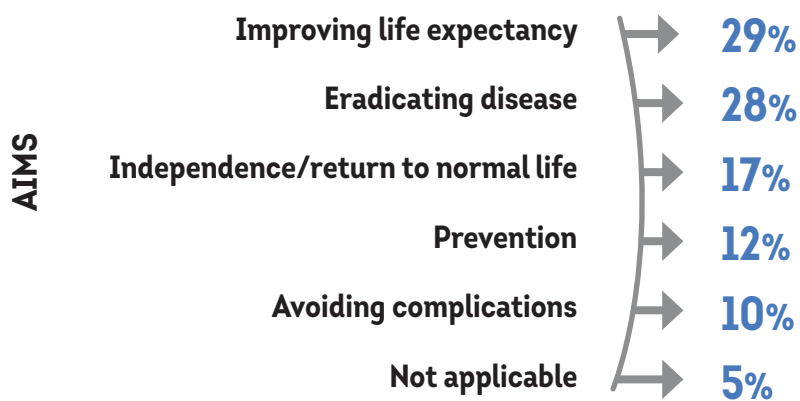 AIMS
Improving life expectancy 29%
Eradicating disease 28%
Independence/return to normal life 17%
Prevention 12%
Avoiding complications 10%
Not applicable 5%